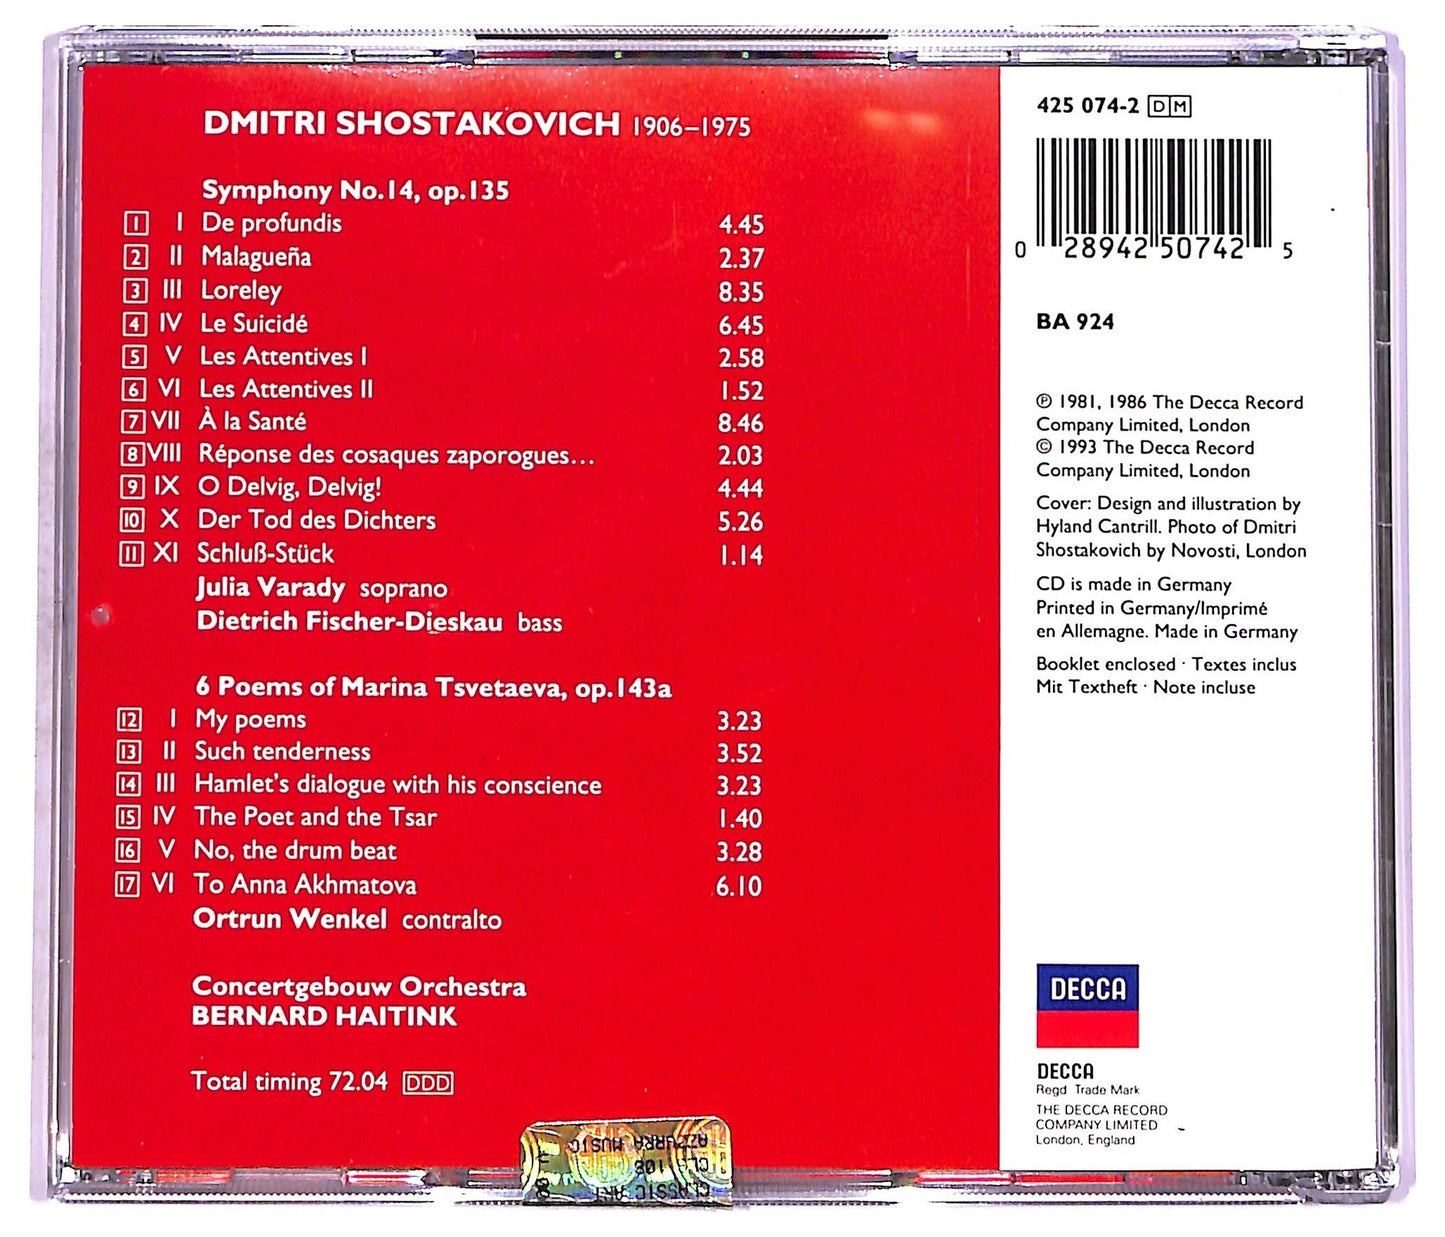 DMITRI SHOSTAKOVICH 1906–1975
Symphony No.14, op.135
1 I De profundis 4.45
2 II Malagueña 2.37
3 III Loreley 8.35
4 IV Le Suicidé 6.45
5 V Les Attentives I 2.58
6 VI Les Attentives II 1.52
7 VII À la Santé 8.46
8 VIII Réponse des cosaques zaporogues... 2.03
9 IX O Delvig, Delvig! 4.44
10 X Der Tod des Dichters 5.26
11 XI Schluß-Stück 1.14
Julia Varady soprano
Dietrich Fischer-Dieskau bass
6 Poems of Marina Tsvetaeva, op.143a
12 I My poems 3.23
13 II Such tenderness 3.52
14 III Hamlet's dialogue with his conscience 3.23
15 IV The Poet and the Tsar 1.40
16 V No, the drum beat 3.28
17 VI To Anna Akhmatova 6.10
Ortrun Wenkel contralto
Concertgebouw Orchestra
BERNARD HAITINK
Total timing 72.04 DDD
AZZURRA MUSIC
CLASSIC ART
425 074-2 DM
0 28942 50742 5
BA 924
℗ 1981, 1986 The Decca Record
Company Limited, London
© 1993 The Decca Record
Company Limited, London
Cover: Design and illustration by
Hyland Cantrill. Photo of Dmitri
Shostakovich by Novosti, London
CD is made in Germany
Printed in Germany/Imprimé
en Allemagne. Made in Germany
Booklet enclosed · Textes inclus
Mit Textheft · Note incluse
DECCA
DECCA
Regd Trade Mark
THE DECCA RECORD
COMPANY LIMITED
London, England